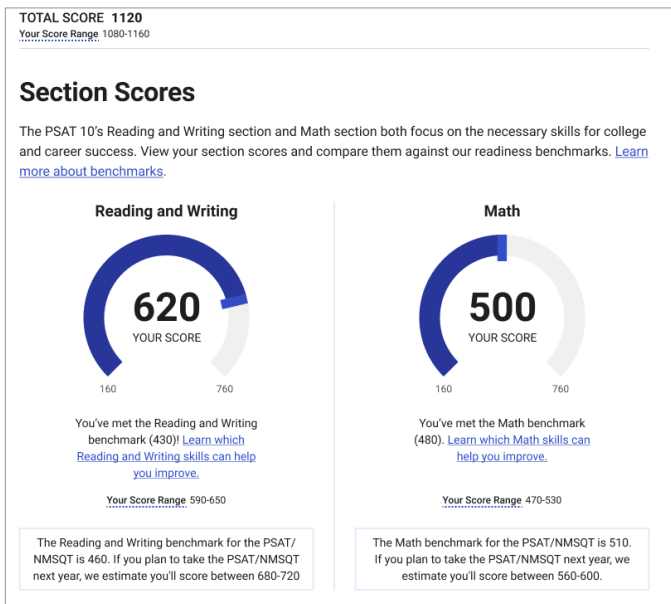 TOTAL SCORE 1120
Your Score Range 1080-1160
Section Scores
The PSAT 10's Reading and Writing section and Math section both focus on the necessary skills for college
and career success. View your section scores and compare them against our readiness benchmarks. Learn
more about benchmarks.
Reading and Writing
620
YOUR SCORE
160 760
You've met the Reading and Writing
benchmark (430)! Learn which
Reading and Writing skills can help
you improve.
Your Score Range 590-650
The Reading and Writing benchmark for the PSAT/
NMSQT is 460. If you plan to take the PSAT/NMSQT
next year, we estimate you'll score between 680-720
Math
500
YOUR SCORE
160 760
You've met the Math benchmark
(480). Learn which Math skills can
help you improve.
Your Score Range 470-530
The Math benchmark for the PSAT/NMSQT is 510.
If you plan to take the PSAT/NMSQT next year, we
estimate you'll score between 560-600.